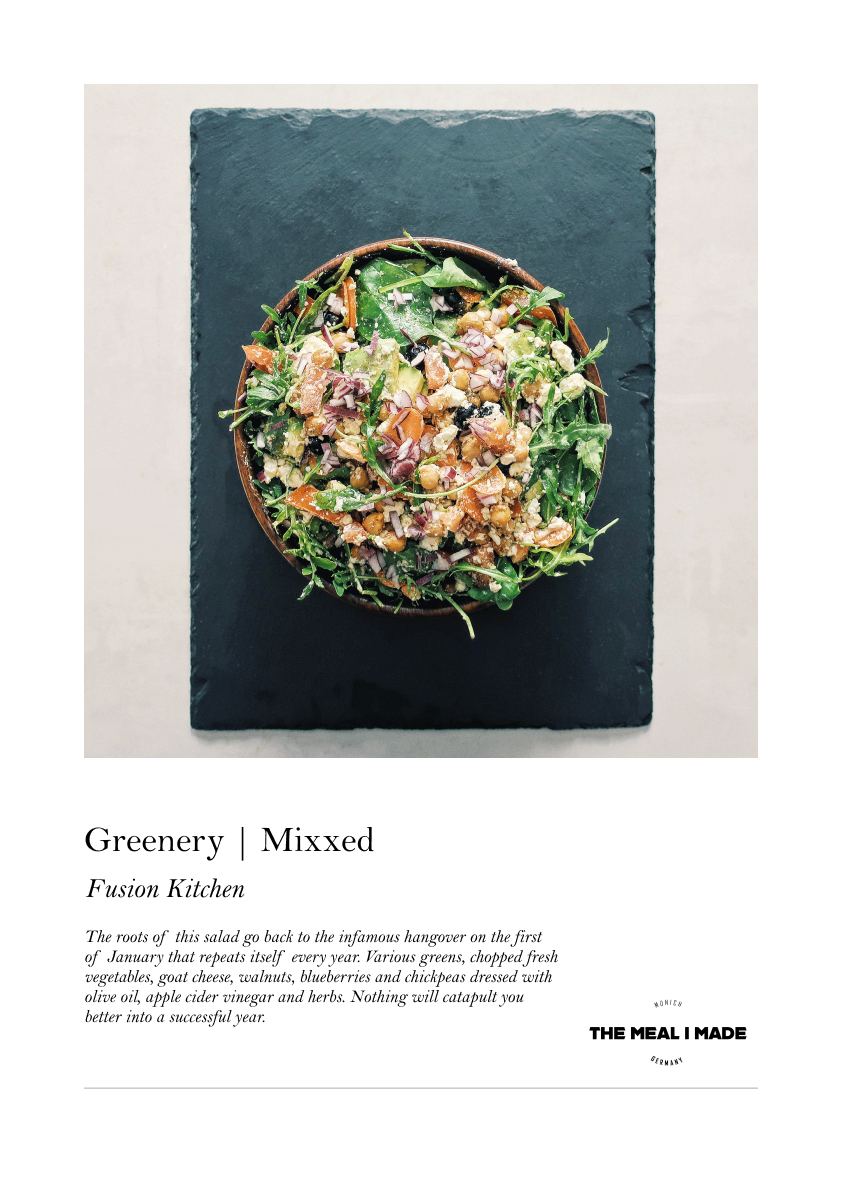 Greenery | Mixxed
Fusion Kitchen
The roots of this salad go back to the infamous hangover on the first
of January that repeats itself every year. Various greens, chopped fresh
vegetables, goat cheese, walnuts, blueberries and chickpeas dressed with
olive oil, apple cider vinegar and herbs. Nothing will catapult you
better into a successful year.
MUNICH
THE MEAL I MADE
GERMANY